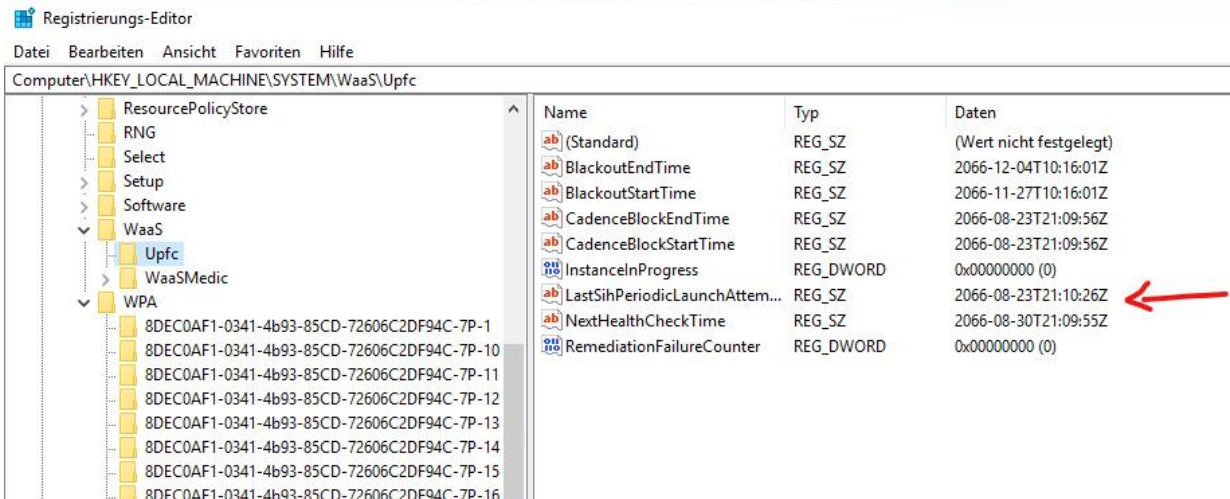 Registrierungs-Editor
Datei Bearbeiten Ansicht Favoriten Hilfe
Computer\HKEY_LOCAL_MACHINE\SYSTEM\WaaS\Upfc
ResourcePolicyStore
RNG
Select
Setup
Software
WaaS
Upfc
WaaSMedic
WPA
8DEC0AF1-0341-4b93-85CD-72606C2DF94C-7P-1
8DEC0AF1-0341-4b93-85CD-72606C2DF94C-7P-10
8DEC0AF1-0341-4b93-85CD-72606C2DF94C-7P-11
8DEC0AF1-0341-4b93-85CD-72606C2DF94C-7P-12
8DEC0AF1-0341-4b93-85CD-72606C2DF94C-7P-13
8DEC0AF1-0341-4b93-85CD-72606C2DF94C-7P-14
8DEC0AF1-0341-4b93-85CD-72606C2DF94C-7P-15
8DEC0AF1-0341-4b93-85CD-72606C2DF94C-7P-16
Name Typ Daten
(Standard) REG_SZ (Wert nicht festgelegt)
BlackoutEndTime REG_SZ 2066-12-04T10:16:01Z
BlackoutStartTime REG_SZ 2066-11-27T10:16:01Z
CadenceBlockEndTime REG_SZ 2066-08-23T21:09:56Z
CadenceBlockStartTime REG_SZ 2066-08-23T21:09:56Z
InstanceInProgress REG_DWORD 0x00000000 (0)
LastSihPeriodicLaunchAttem... REG_SZ 2066-08-23T21:10:26Z
NextHealthCheckTime REG_SZ 2066-08-30T21:09:55Z
RemediationFailureCounter REG_DWORD 0x00000000 (0)